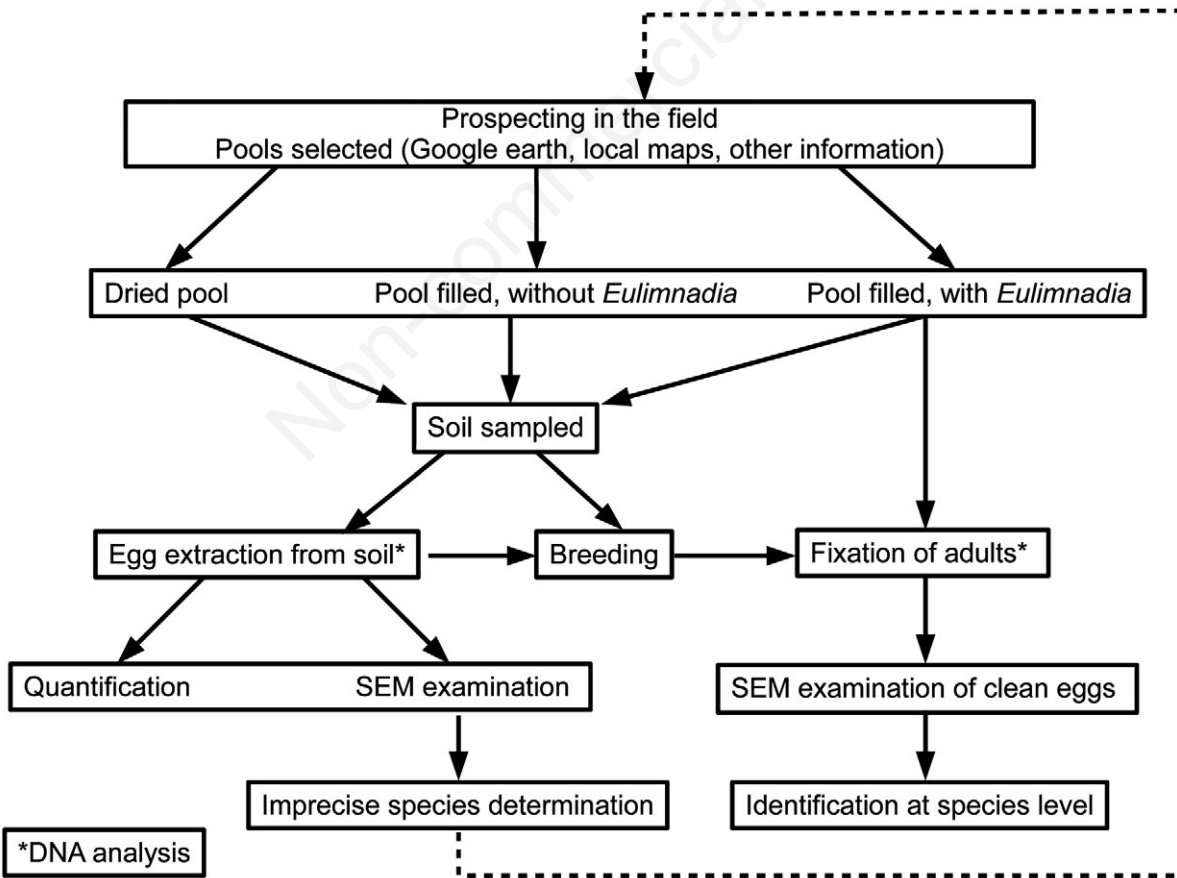 Prospecting in the field
Pools selected (Google earth, local maps, other information)
Dried pool
Pool filled, without Eulimnadia
Pool filled, with Eulimnadia
Soil sampled
Egg extraction from soil*
Breeding
Fixation of adults*
Quantification
SEM examination
SEM examination of clean eggs
Imprecise species determination
Identification at species level
*DNA analysis
Non-commercial